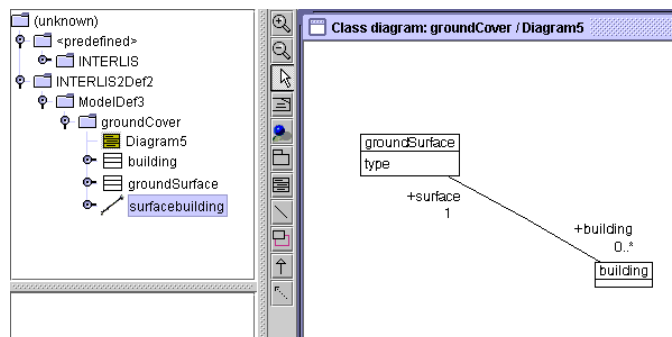 (unknown)
<predefined>
INTERLIS
INTERLIS2Def2
ModelDef3
groundCover
Diagram5
building
groundSurface
surfacebuilding
Class diagram: groundCover / Diagram5
groundSurface
type
+surface
1
+building
0..*
building